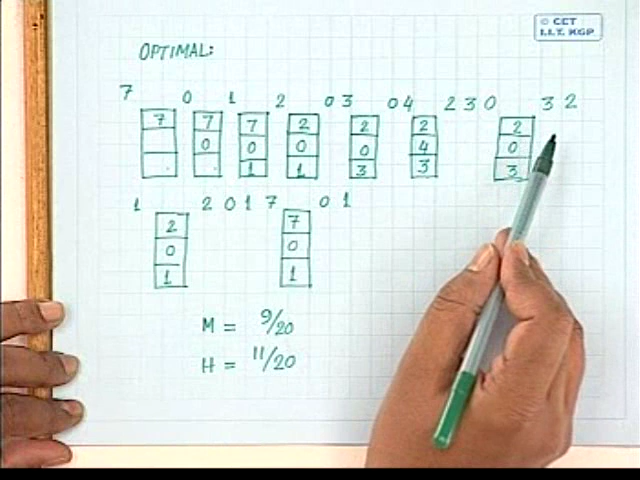 © CET
I.I.T. KGP
OPTIMAL:
7 0 1 2 0 3 0 4 2 3 0 3 2
7 7 7 2 2 2 2
0 0 0 0 4 0
1 1 3 3 3
1 2 0 1 7 0 1
2 7
0 0
1 1
M = 9/20
H = 11/20